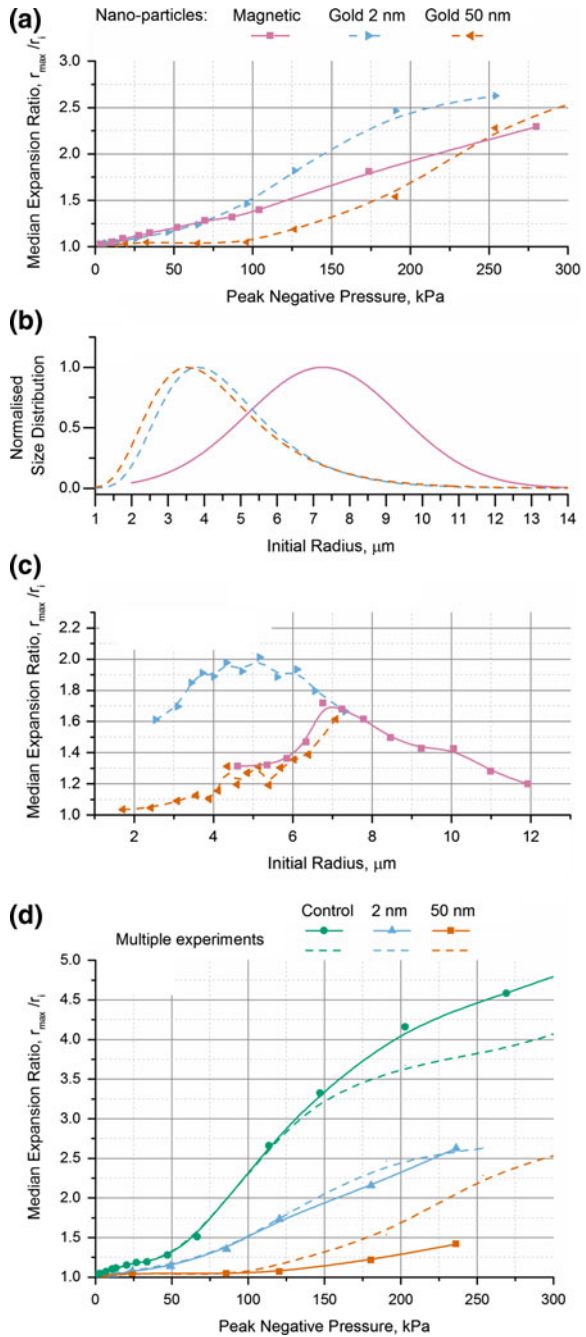 (a)
Nano-particles: Magnetic Gold 2 nm Gold 50 nm
Median Expansion Ratio, r_max /r_i
3.0
2.5
2.0
1.5
1.0
0 50 100 150 200 250 300
Peak Negative Pressure, kPa
(b)
Normalised
Size Distribution
1.0
0.5
0.0
1 2 3 4 5 6 7 8 9 10 11 12 13 14
Initial Radius, μm
(c)
Median Expansion Ratio, r_max /r_i
2.2
2.0
1.8
1.6
1.4
1.2
1.0
2 4 6 8 10 12
Initial Radius, μm
(d)
Control 2 nm 50 nm
Multiple experiments
Median Expansion Ratio, r_max /r_i
5.0
4.5
4.0
3.5
3.0
2.5
2.0
1.5
1.0
0 50 100 150 200 250 300
Peak Negative Pressure, kPa